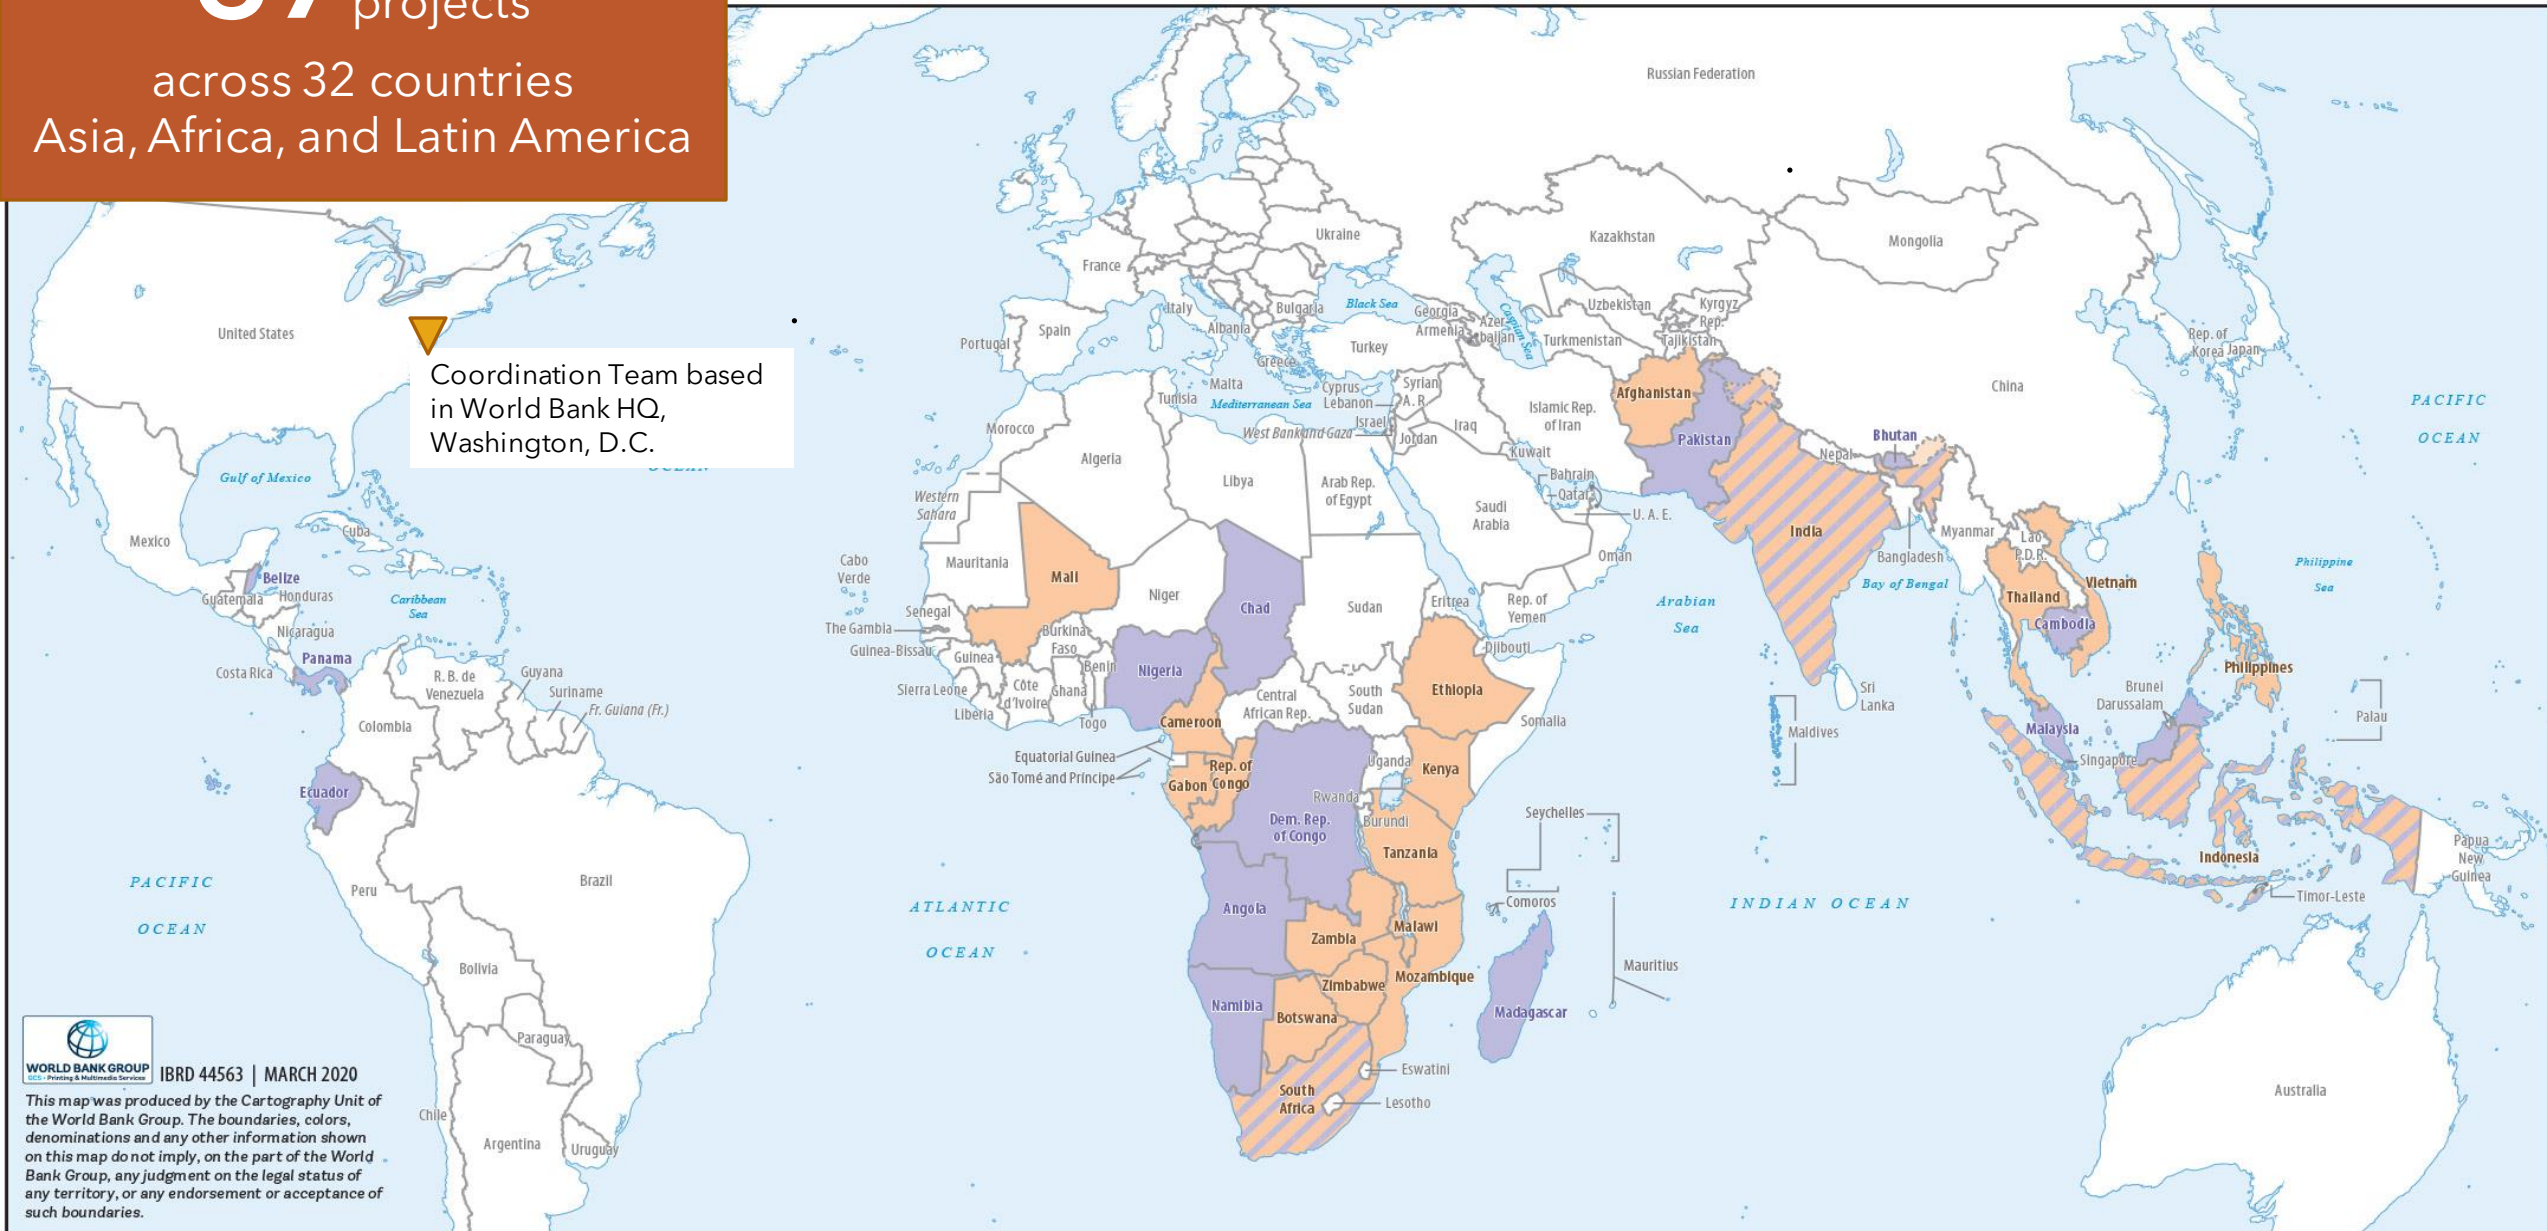 projects
across 32 countries
Asia, Africa, and Latin America
Russian Federation
Ukraine
Kazakhstan
Mongolia
France
Italy
Bulgaria
Black Sea
Georgia
Caspian Sea
Uzbekistan
Kyrgyz
Rep.
Spain
Albania
Armenia
Azer-
baijan
Turkmenistan
Tajikistan
Portugal
Greece
Turkey
Rep. of
Korea
Japan
United States
Coordination Team based
in World Bank HQ,
Washington, D.C.
Malta
Tunisia
Mediterranean Sea
Cyprus
Lebanon
Syrian
A. R.
Israel
West Bank and Gaza
Jordan
Iraq
Islamic Rep.
of Iran
Afghanistan
China
PACIFIC
OCEAN
Morocco
Algeria
Libya
Arab Rep.
of Egypt
Kuwait
Bahrain
Qatar
Saudi
Arabia
U. A. E.
Oman
Pakistan
Nepal
Bhutan
India
Bangladesh
Myanmar
Lao
P.D.R.
Gulf of Mexico
Western
Sahara
Mexico
Cuba
Belize
Guatemala
Honduras
Caribbean
Sea
Nicaragua
Costa Rica
Panama
Cabo
Verde
Mauritania
Mali
Niger
Chad
Sudan
Eritrea
Rep. of
Yemen
Arabian
Sea
Bay of Bengal
Thailand
Vietnam
Cambodia
Philippine
Sea
Philippines
Senegal
The Gambia
Guinea-Bissau
Guinea
Sierra Leone
Liberia
Burkina
Faso
Côte
d'Ivoire
Ghana
Benin
Togo
Nigeria
Cameroon
Central
African Rep.
South
Sudan
Ethiopia
Djibouti
Somalia
Sri
Lanka
Maldives
Brunei
Darussalam
Malaysia
Singapore
Palau
R. B. de
Venezuela
Guyana
Suriname
Fr. Guiana (Fr.)
Colombia
Ecuador
Equatorial Guinea
São Tomé and Príncipe
Gabon
Rep. of
Congo
Uganda
Kenya
Rwanda
Burundi
Dem. Rep.
of Congo
Tanzania
Seychelles
Comoros
Indonesia
Timor-Leste
Papua
New
Guinea
PACIFIC
OCEAN
Peru
Brazil
ATLANTIC
OCEAN
Angola
Zambia
Malawi
INDIAN OCEAN
Bolivia
Namibia
Zimbabwe
Mozambique
Botswana
Madagascar
Mauritius
Paraguay
South
Africa
Eswatini
Lesotho
Chile
Argentina
Uruguay
Australia
WORLD BANK GROUP
GCS - Printing & Multimedia Services
IBRD 44563 | MARCH 2020
This map was produced by the Cartography Unit of
the World Bank Group. The boundaries, colors,
denominations and any other information shown
on this map do not imply, on the part of the World
Bank Group, any judgment on the legal status of
any territory, or any endorsement or acceptance of
such boundaries.